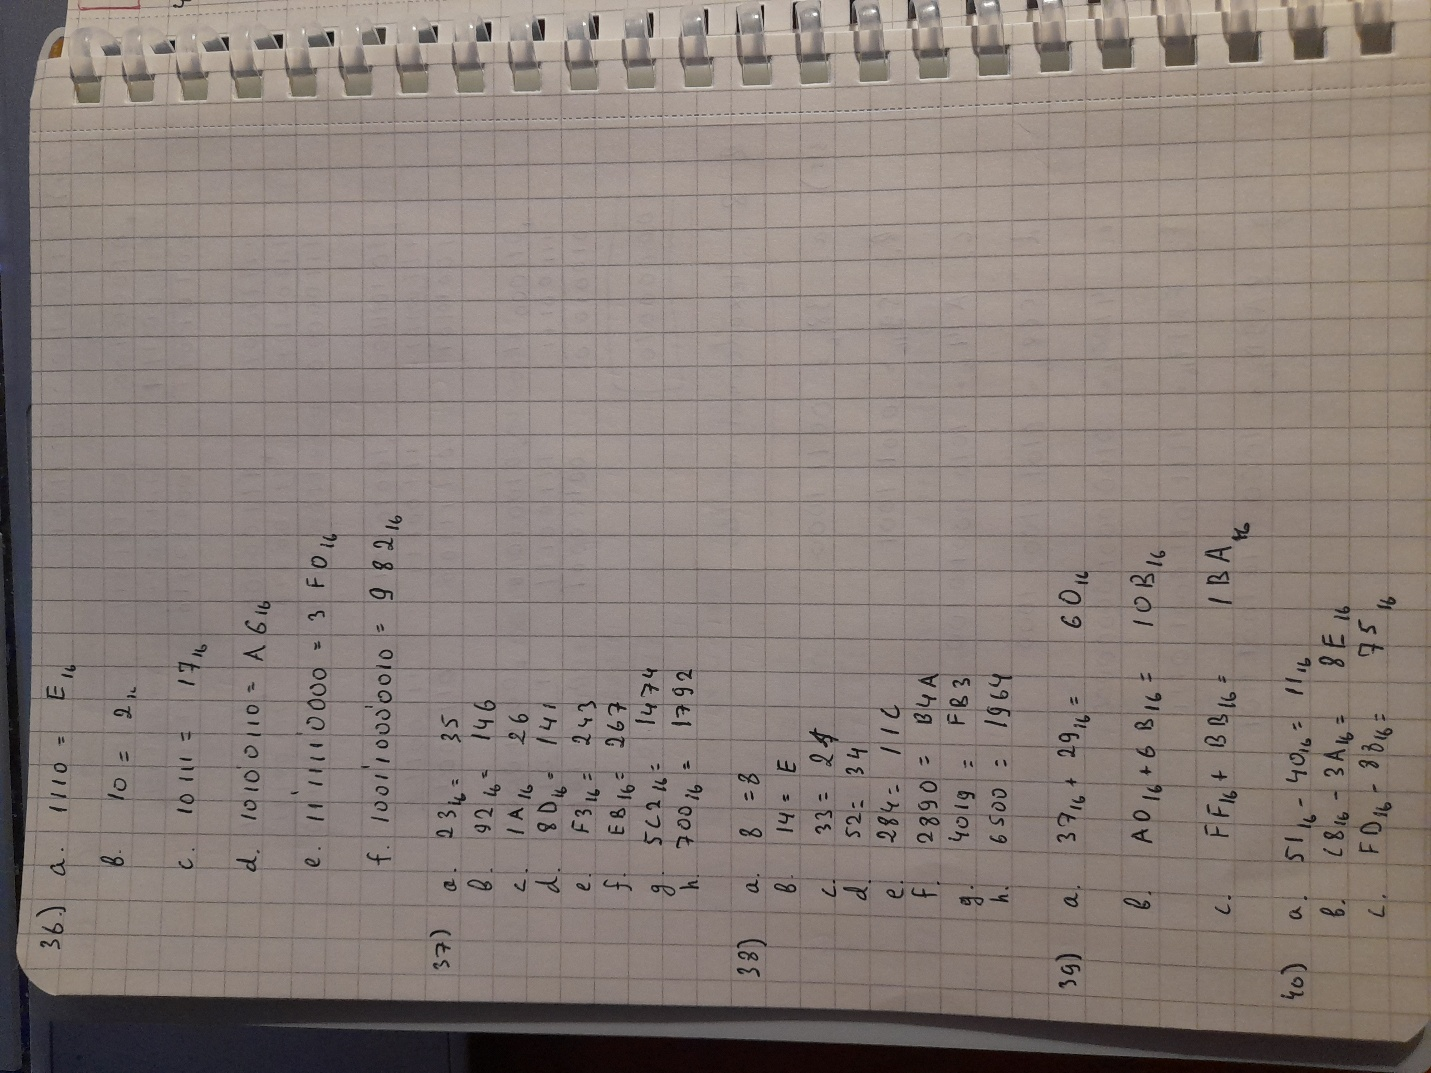 36.) a. 1110 = E₁₆
b. 10 = 2₁₆
c. 10111 = 17₁₆
d. 1010'0110 = A6₁₆
e. 11'1111'0000 = 3 F0₁₆
f. 1001'1000'0010 = 9 8 2₁₆
37) a. 23₁₆ = 35
b. 92₁₆ = 146
c. 1A₁₆ = 26
d. 8D₁₆ = 141
e. F3₁₆ = 243
f. EB₁₆ = 267
g. 5C2₁₆ = 1474
h. 700₁₆ = 1792
38) a. 8 = 8
b. 14 = E
c. 33 = 21
d. 52 = 34
e. 284 = 11C
f. 2890 = B4A
g. 4019 = FB3
h. 6500 = 1964
39) a. 37₁₆ + 29₁₆ = 60₁₆
b. A0₁₆ + 6B₁₆ = 10B₁₆
c. FF₁₆ + BB₁₆ = 1BA₁₆
40) a. 51₁₆ - 40₁₆ = 11₁₆
b. C8₁₆ - 3A₁₆ = 8E₁₆
c. FD₁₆ - 88₁₆ = 75₁₆